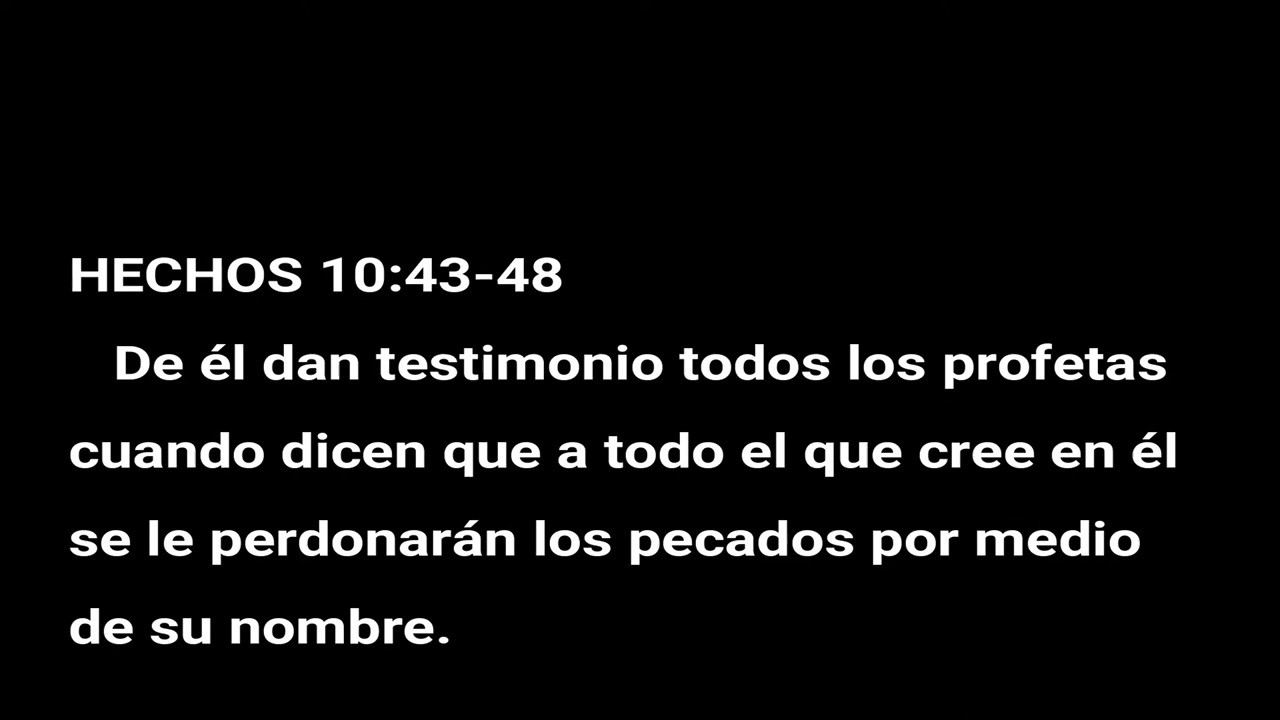 HECHOS 10:43-48
De él dan testimonio todos los profetas
cuando dicen que a todo el que cree en él
se le perdonarán los pecados por medio
de su nombre.